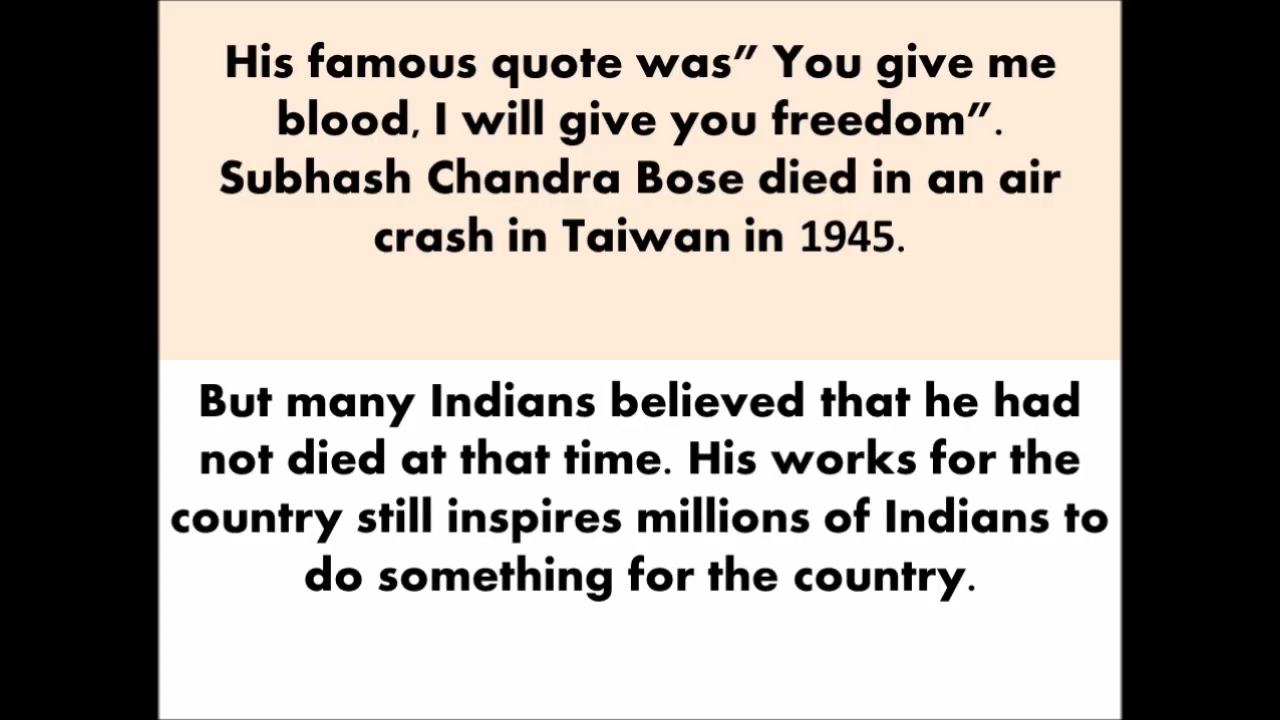 His famous quote was” You give me
blood, I will give you freedom”.
Subhash Chandra Bose died in an air
crash in Taiwan in 1945.
But many Indians believed that he had
not died at that time. His works for the
country still inspires millions of Indians to
do something for the country.